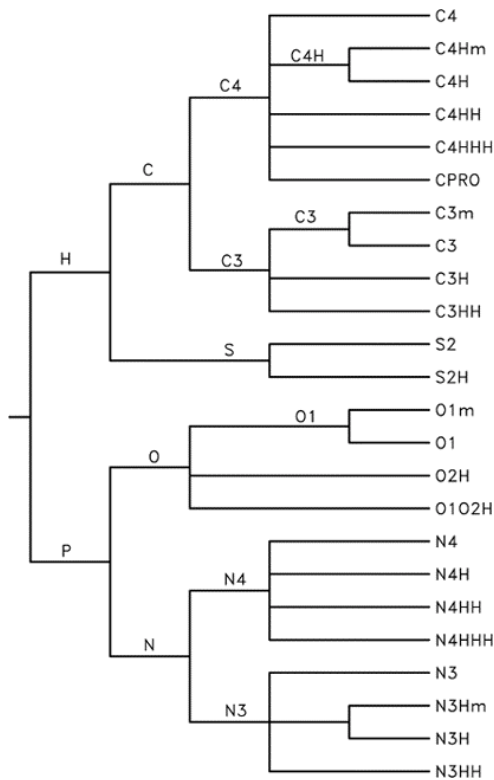 C4
C4Hm
C4H
C4H
C4
C4HH
C4HHH
C
CPRO
C3m
C3
C3
H
C3
C3H
C3HH
S
S2
S2H
O1m
O1
O1
O
O2H
O1O2H
N4
P
N4
N4H
N4HH
N4HHH
N
N3
N3
N3Hm
N3H
N3HH